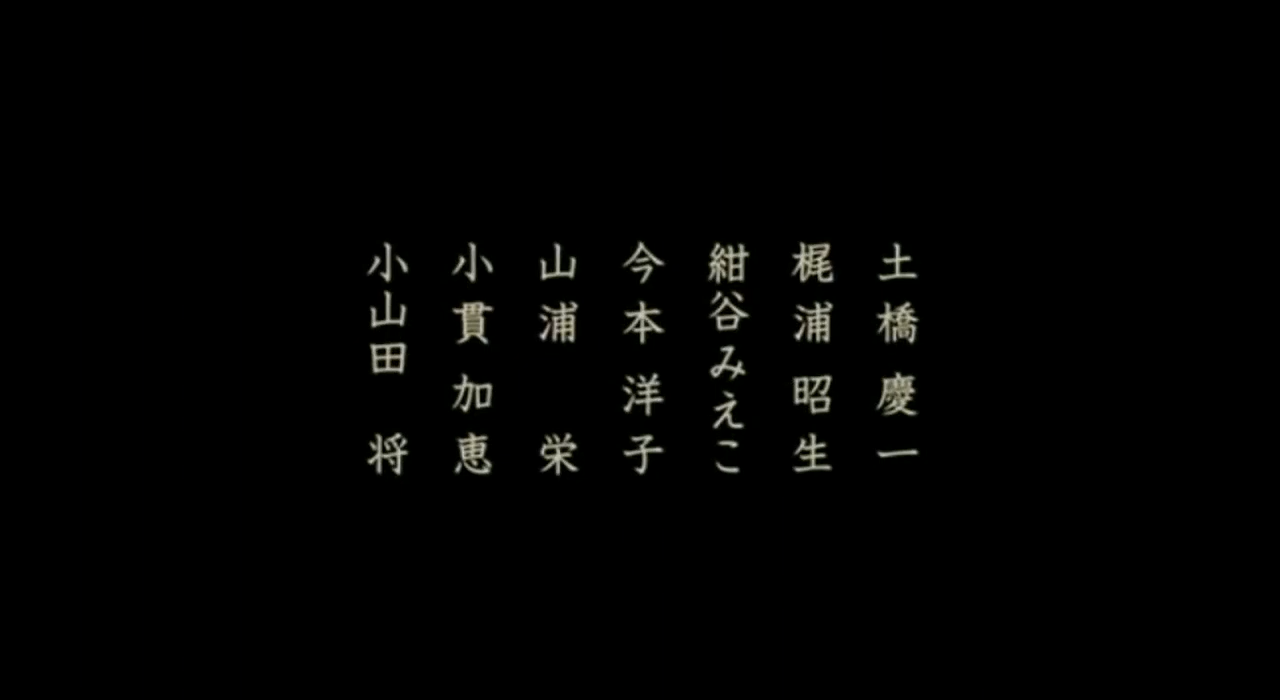 土橋慶一
梶浦昭生
紺谷みえこ
今本洋子
山浦栄
小貫加恵
小山田将